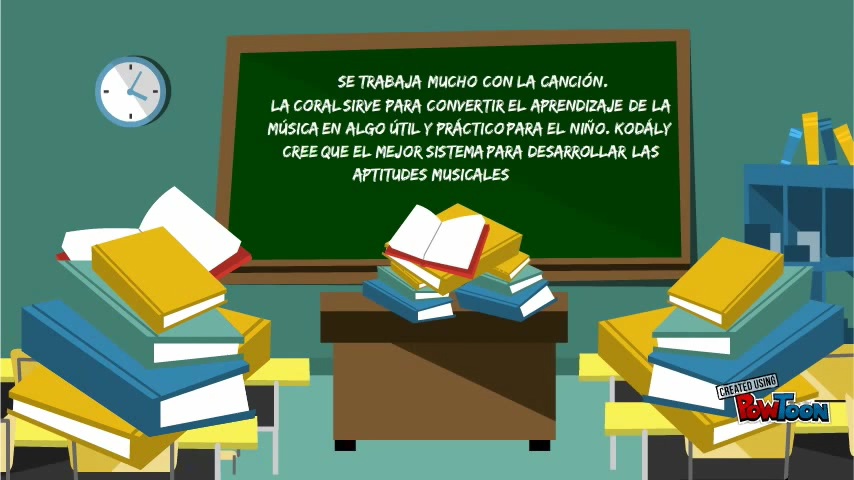 SE TRABAJA MUCHO CON LA CANCIÓN.
LA CORAL SIRVE PARA CONVERTIR EL APRENDIZAJE DE LA
MÚSICA EN ALGO ÚTIL Y PRÁCTICO PARA EL NIÑO. KODÁLY
CREE QUE EL MEJOR SISTEMA PARA DESARROLLAR LAS
APTITUDES MUSICALES
CREATED USING
POWTOON